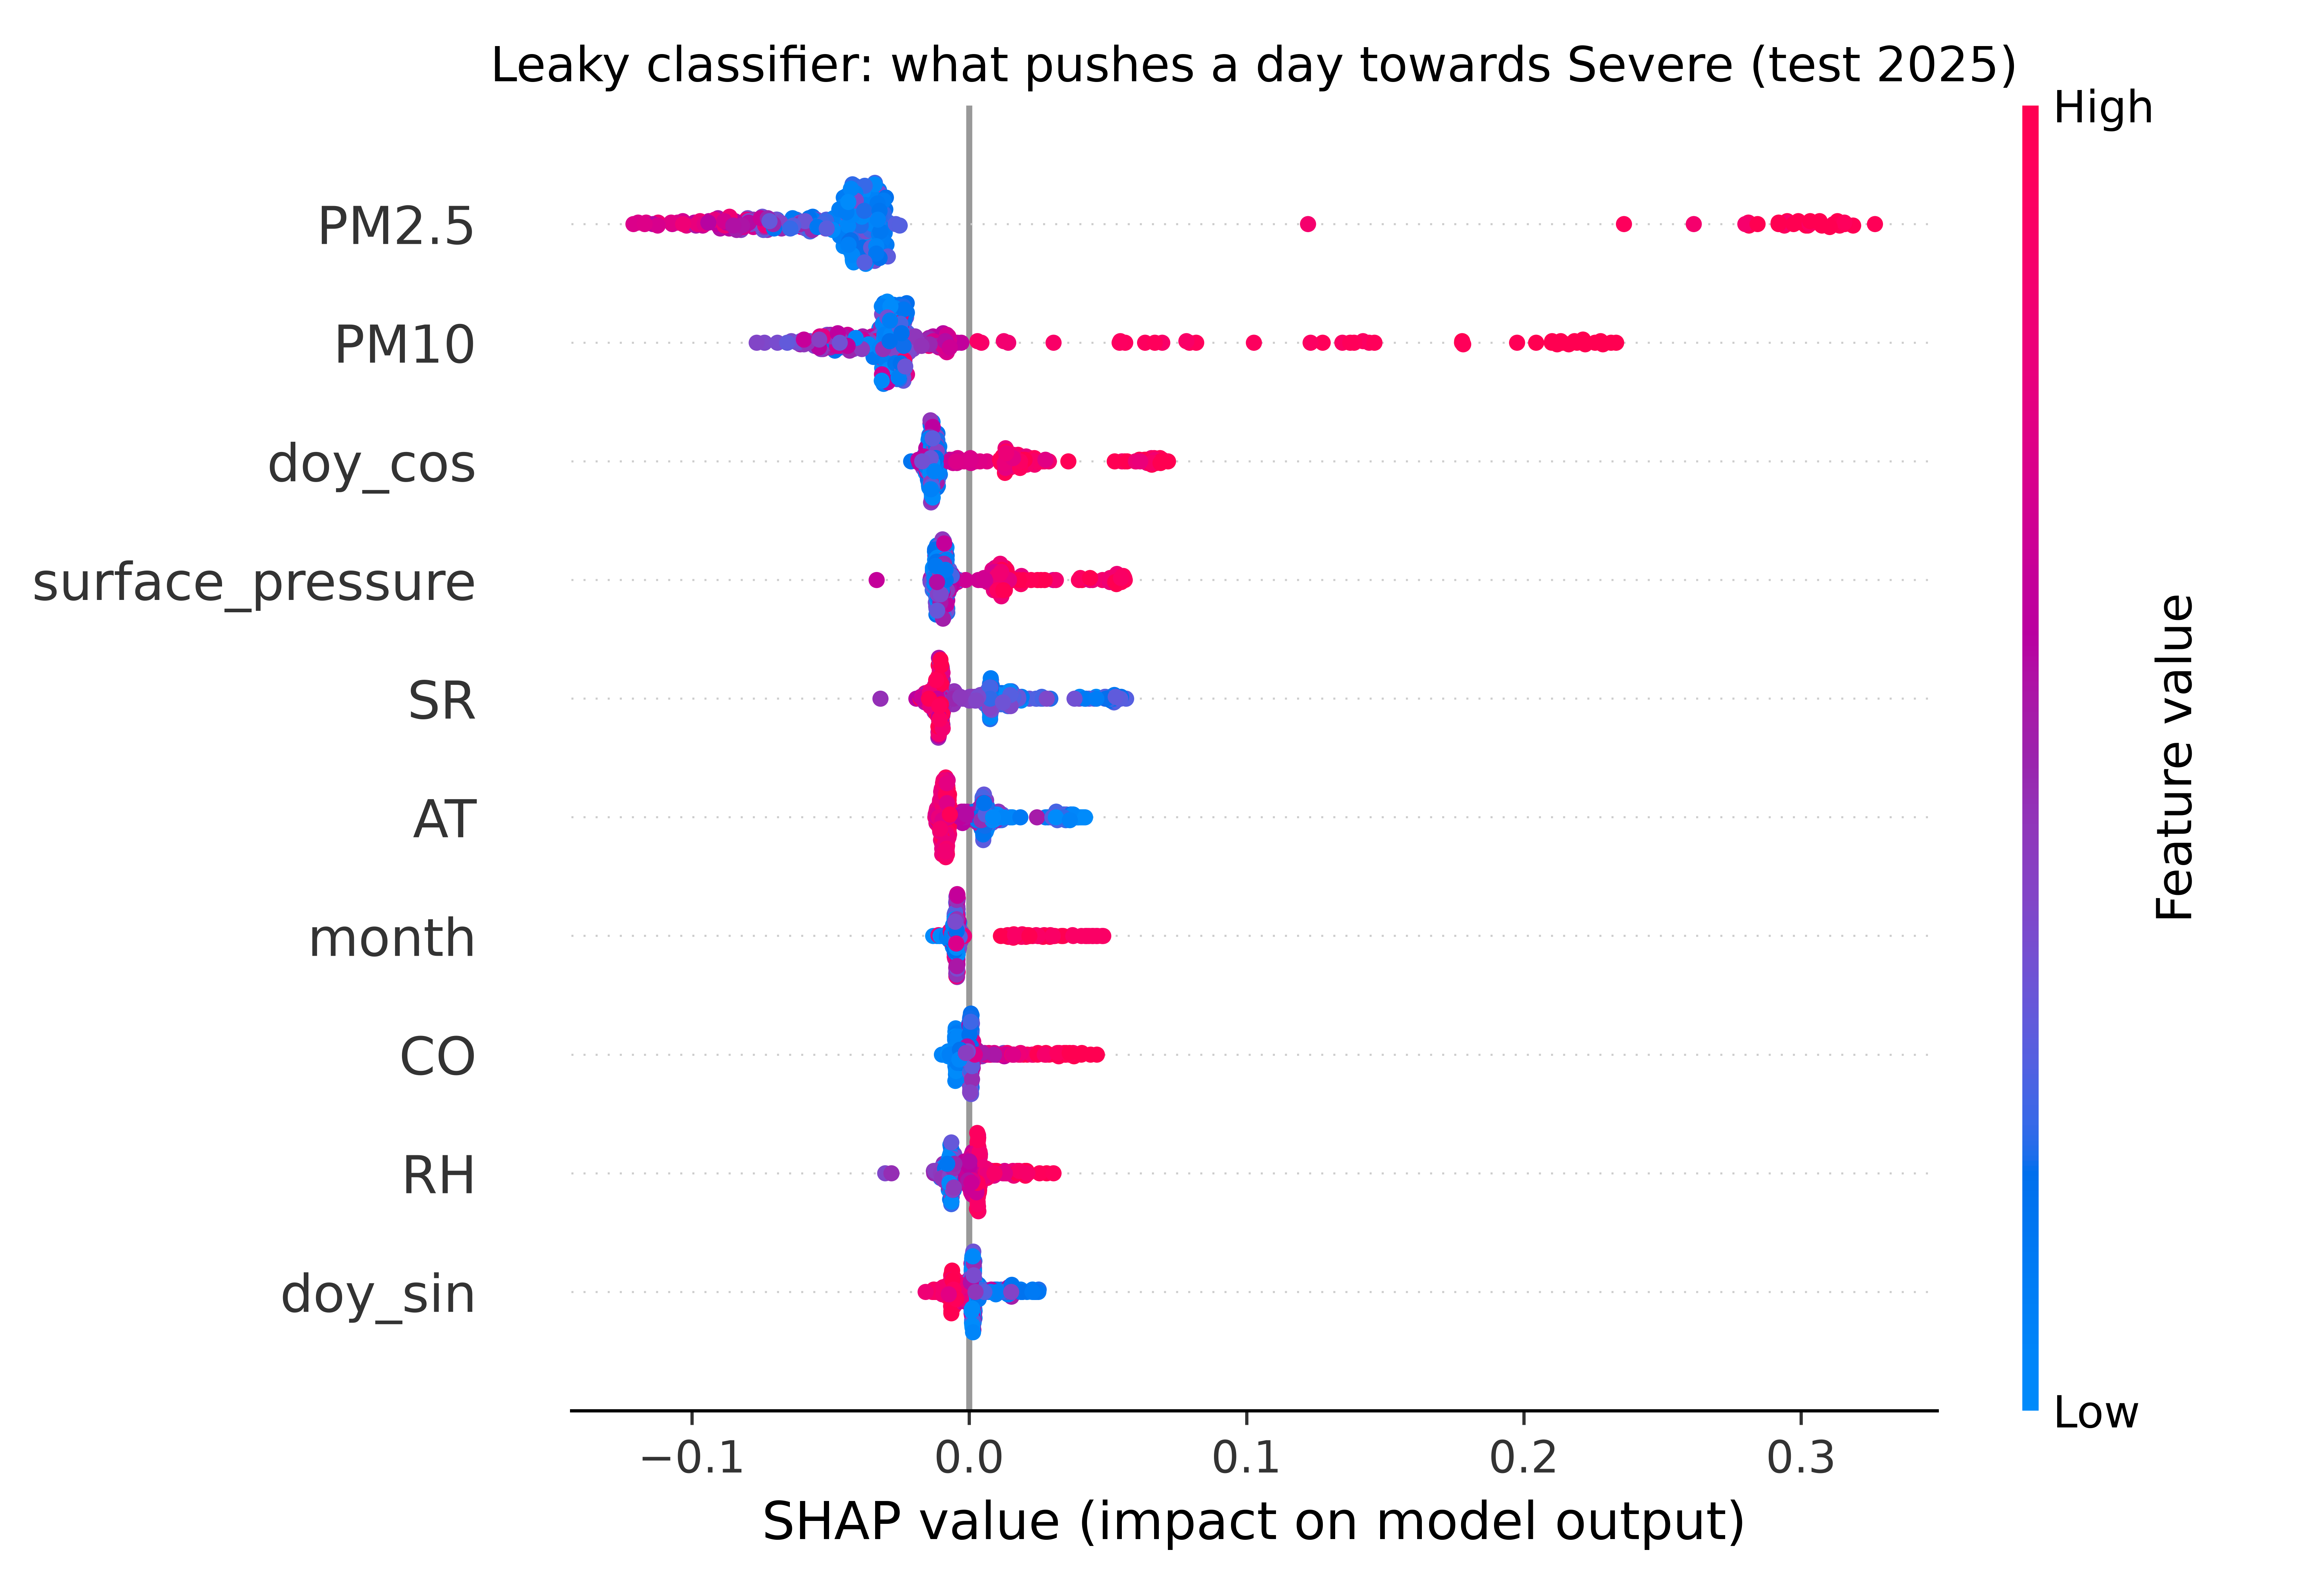 Leaky classifier: what pushes a day towards Severe (test 2025)
High
PM2.5
PM10
doy_cos
surface_pressure
SR
AT
month
CO
RH
doy_sin
Feature value
Low
−0.1 0.0 0.1 0.2 0.3
SHAP value (impact on model output)